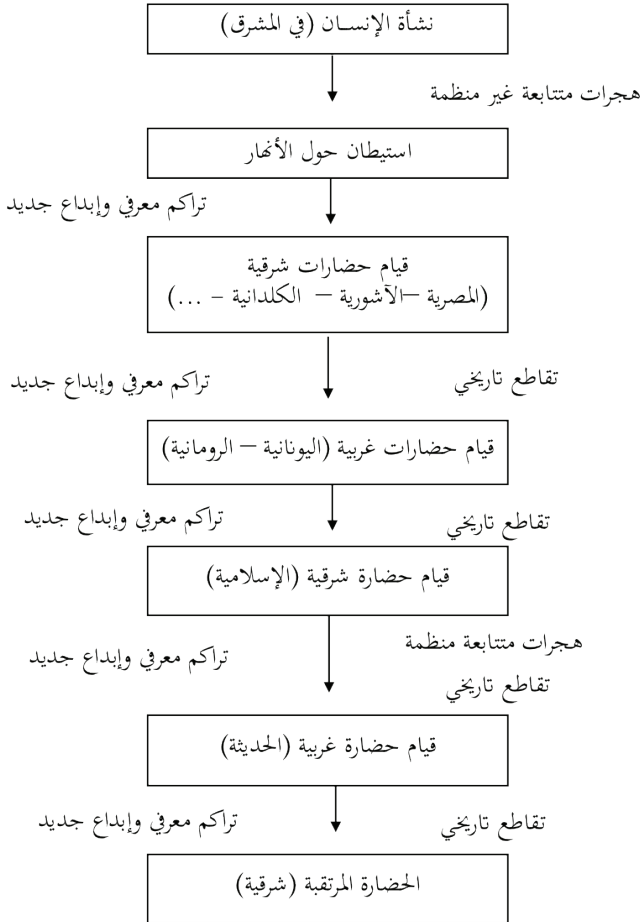 نشأة الإنسان (في المشرق)
هجرات متتابعة غير منظمة
استيطان حول الأنهار
تراكم معرفي وإبداع جديد
قيام حضارات شرقية
(المصرية –الآشورية – الكلدانية - ...)
تقاطع تاريخي
تراكم معرفي وإبداع جديد
قيام حضارات غربية (اليونانية – الرومانية)
تقاطع تاريخي
تراكم معرفي وإبداع جديد
قيام حضارة شرقية (الإسلامية)
هجرات متتابعة منظمة
تراكم معرفي وإبداع جديد
تقاطع تاريخي
قيام حضارة غربية (الحديثة)
تقاطع تاريخي
تراكم معرفي وإبداع جديد
الحضارة المرتقبة (شرقية)